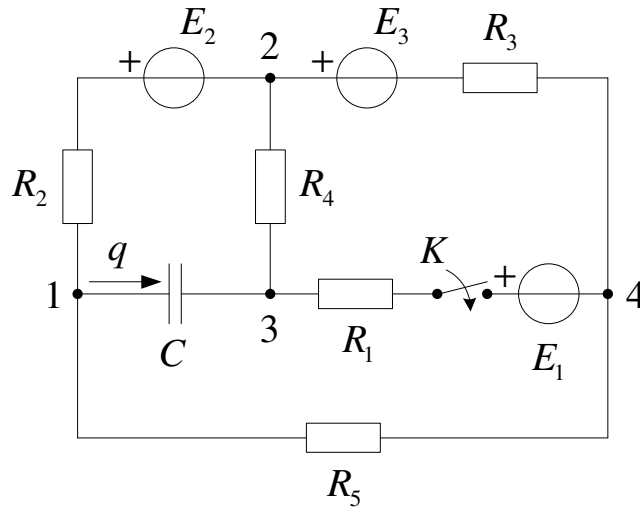 E₂ 2 E₃ R₃
+ +
R₂ R₄
q K +
1 3 4
C R₁ E₁
R₅